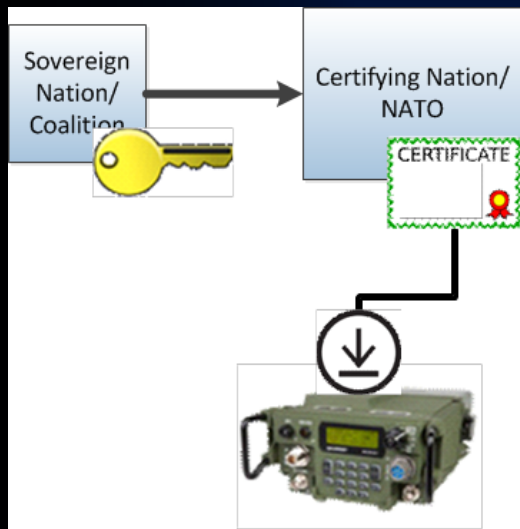 Sovereign
Nation/
Coalition
Certifying Nation/
NATO
CERTIFICATE